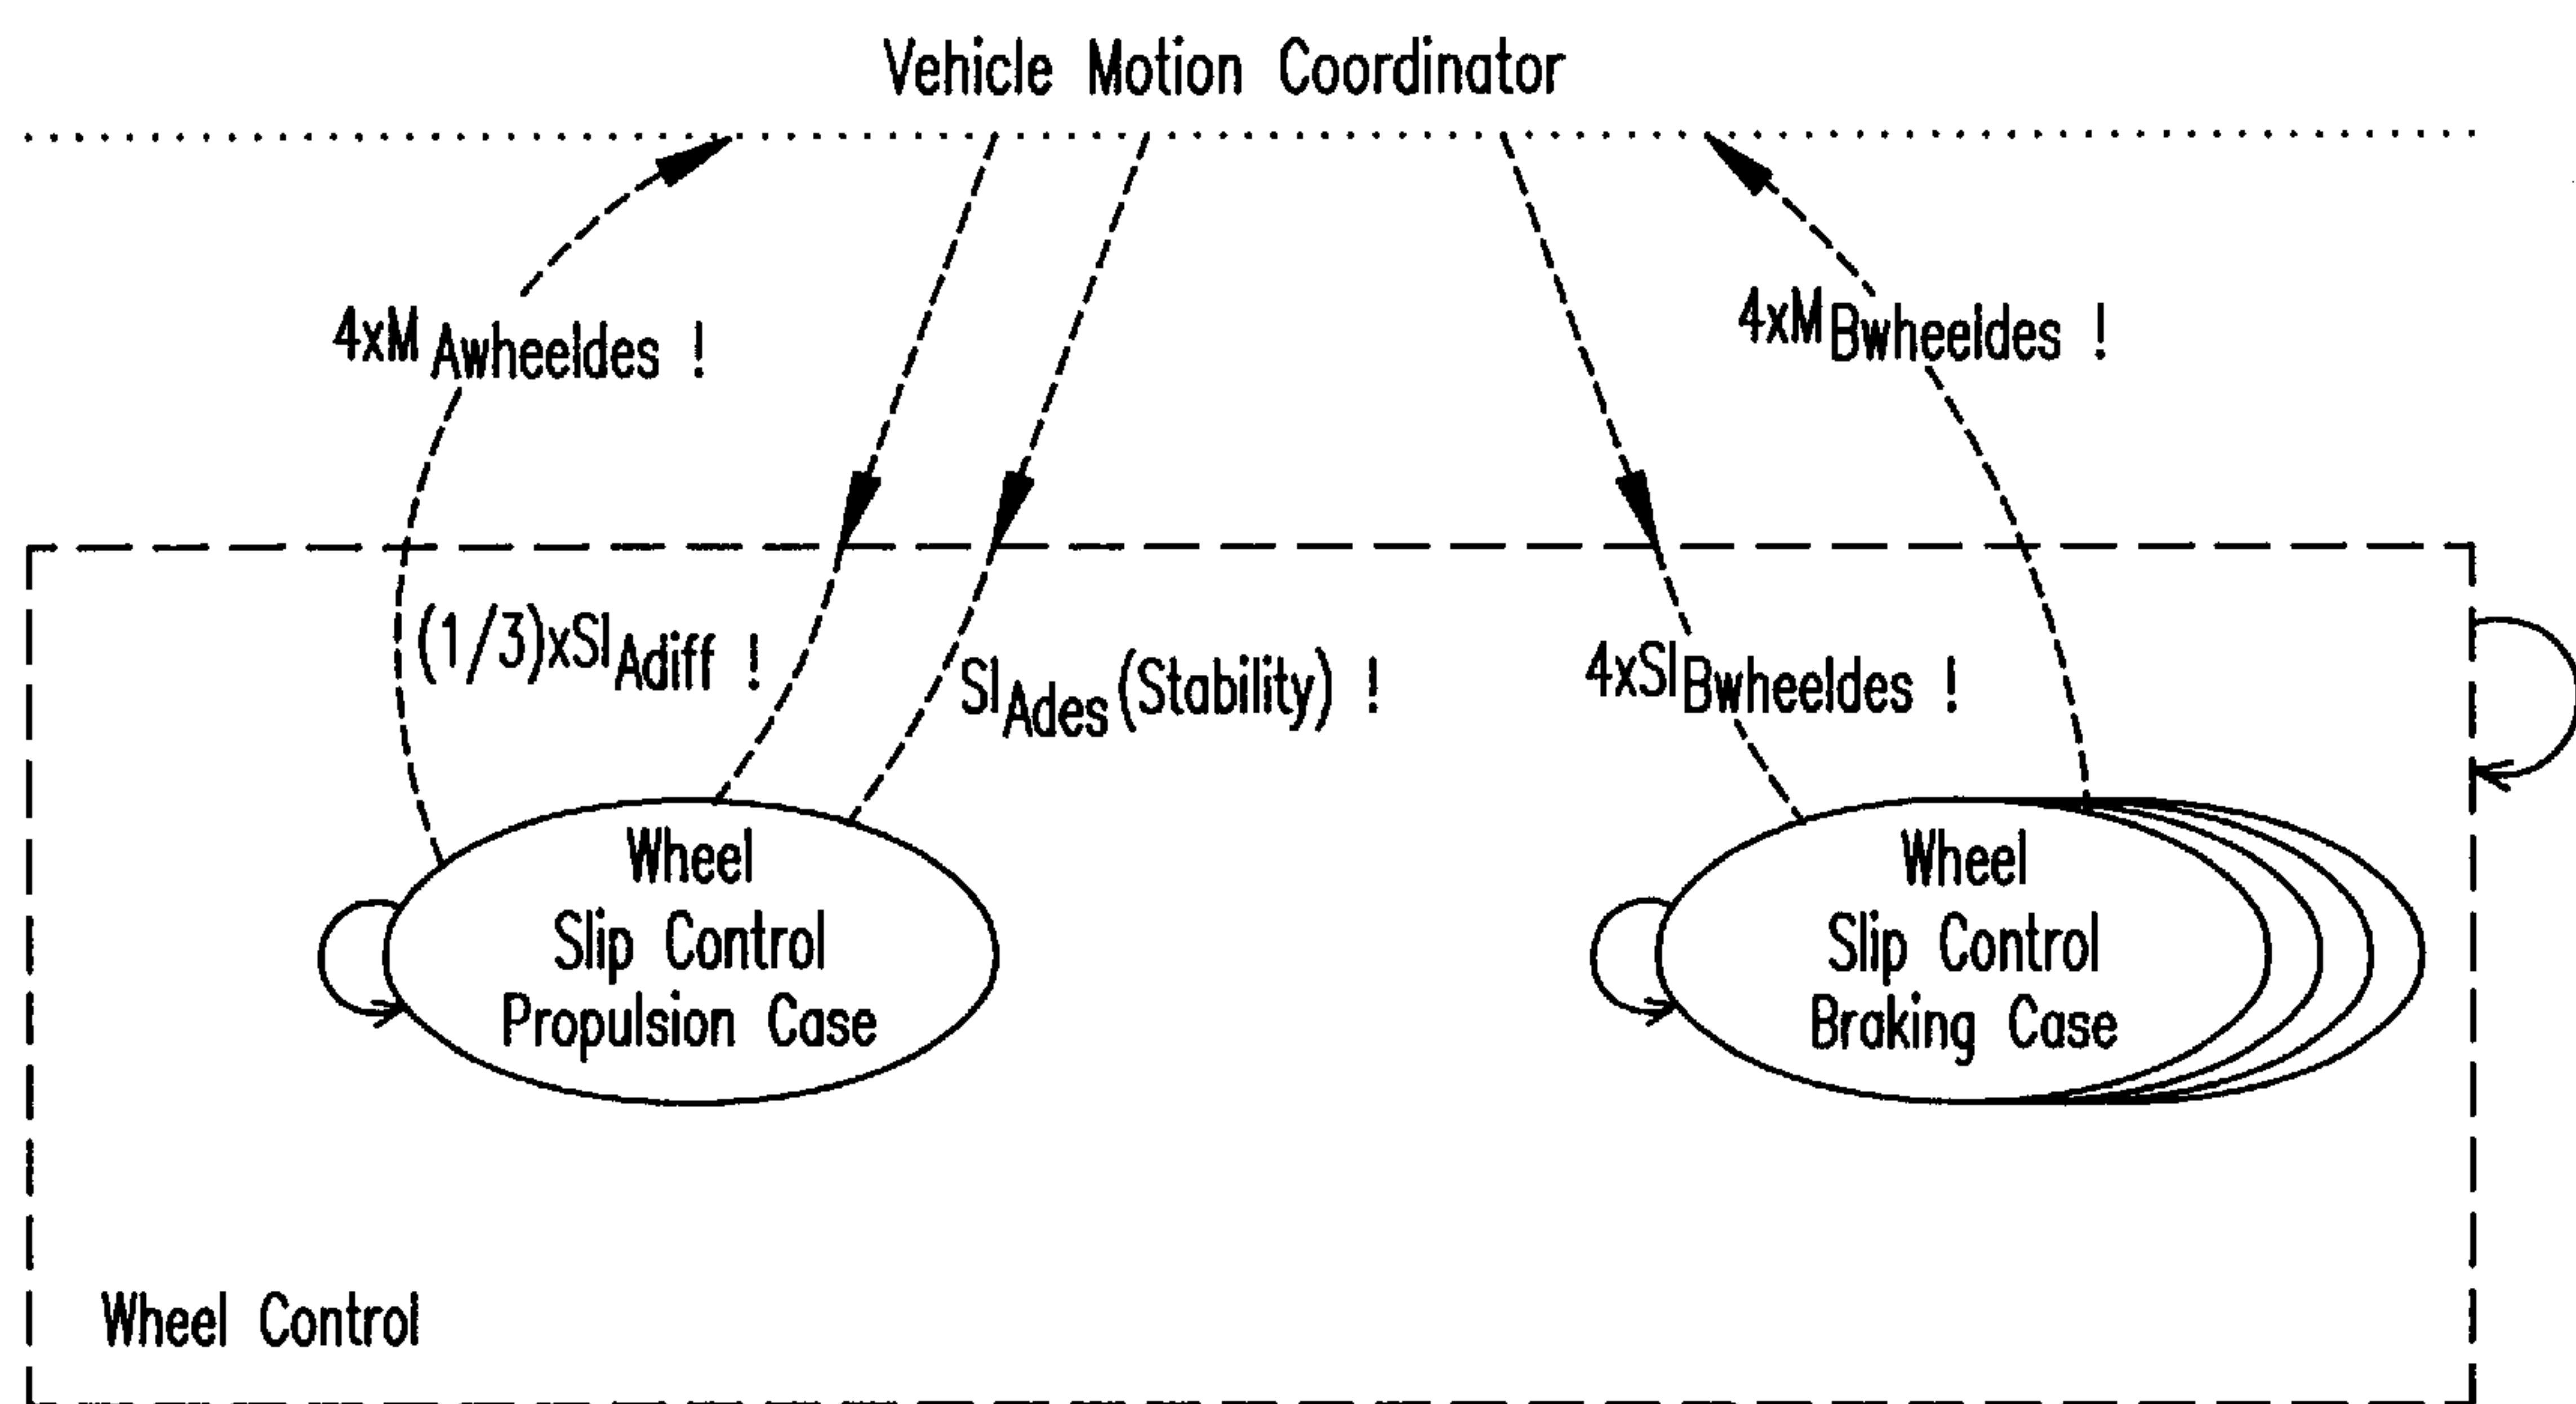 Vehicle Motion Coordinator
4xM Awheeldes !
4xM Bwheeldes !
(1/3)xSl Adiff !
Sl Ades (Stability) !
4xSl Bwheeldes !
Wheel
Slip Control
Propulsion Case
Wheel
Slip Control
Braking Case
Wheel Control